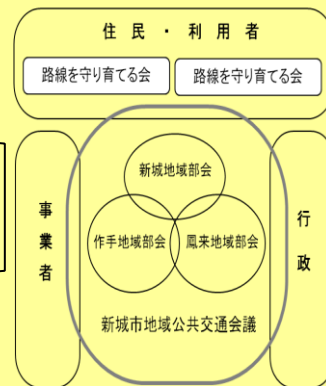 住民・利用者
路線を守り育てる会
路線を守り育てる会
事業者
新城地域部会
作手地域部会
鳳来地域部会
新城市地域公共交通会議
行政